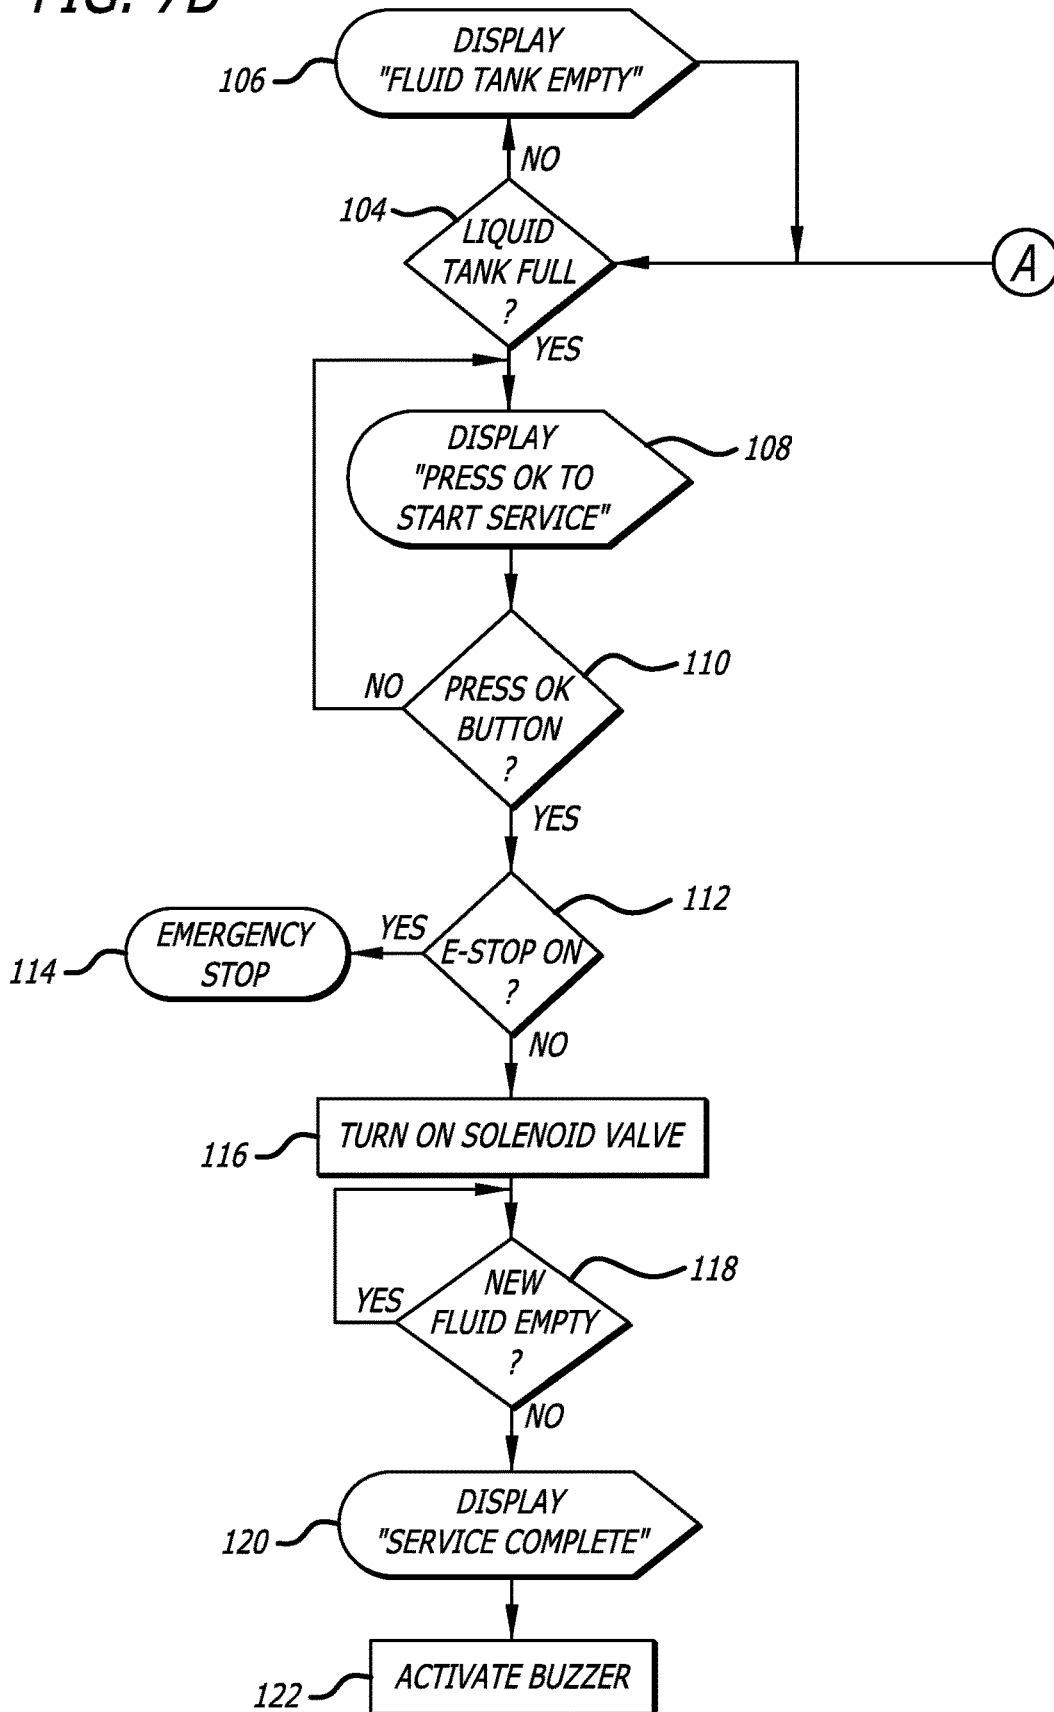 FIG. 7B
DISPLAY
"FLUID TANK EMPTY"
106
NO
104
LIQUID
TANK FULL
?
A
YES
DISPLAY
"PRESS OK TO
START SERVICE"
108
110
NO
PRESS OK
BUTTON
?
YES
112
EMERGENCY
STOP
YES
E-STOP ON
?
114
NO
TURN ON SOLENOID VALVE
116
118
NEW
FLUID EMPTY
?
YES
NO
DISPLAY
"SERVICE COMPLETE"
120
ACTIVATE BUZZER
122